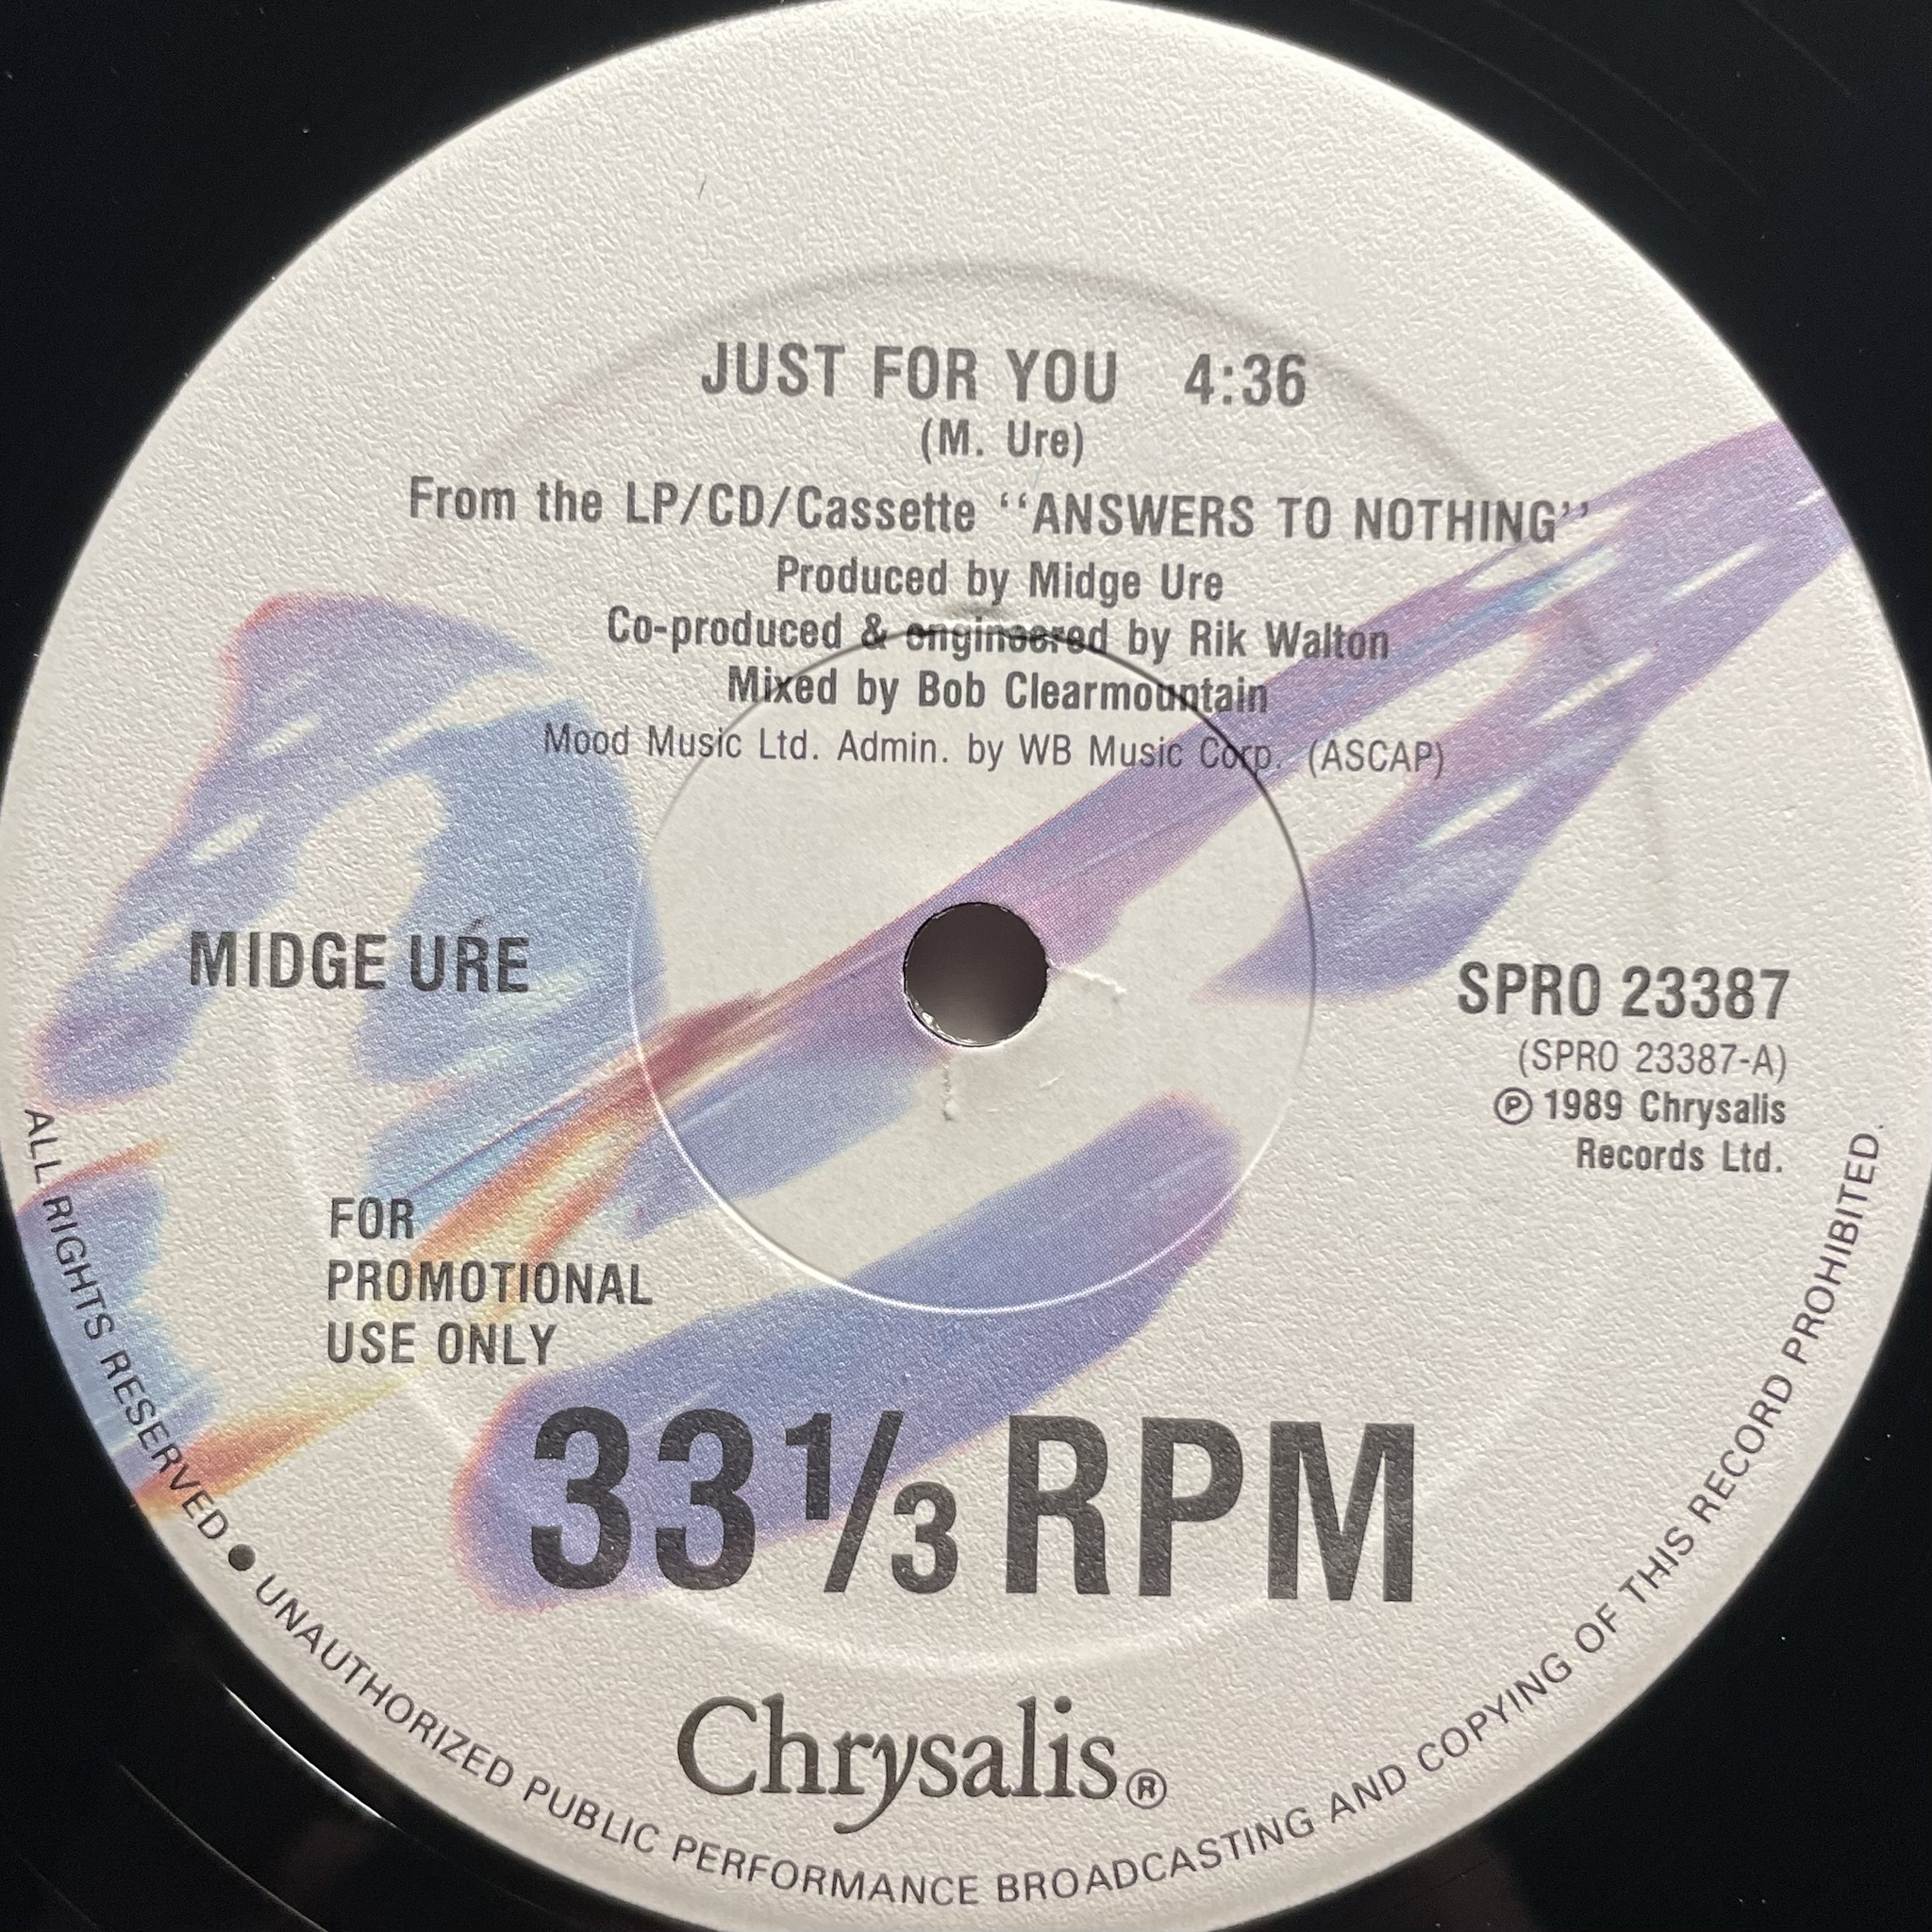 JUST FOR YOU 4:36
(M. Ure)
From the LP/CD/Cassette ‘‘ANSWERS TO NOTHING’’
Produced by Midge Ure
Co-produced & engineered by Rik Walton
Mixed by Bob Clearmountain
Mood Music Ltd. Admin. by WB Music Corp. (ASCAP)
MIDGE URE
SPRO 23387
(SPRO 23387-A)
Ⓟ 1989 Chrysalis
Records Ltd.
FOR
PROMOTIONAL
USE ONLY
33 1/3 RPM
Chrysalis®
ALL RIGHTS RESERVED ● UNAUTHORIZED PUBLIC PERFORMANCE BROADCASTING AND COPYING OF THIS RECORD PROHIBITED.